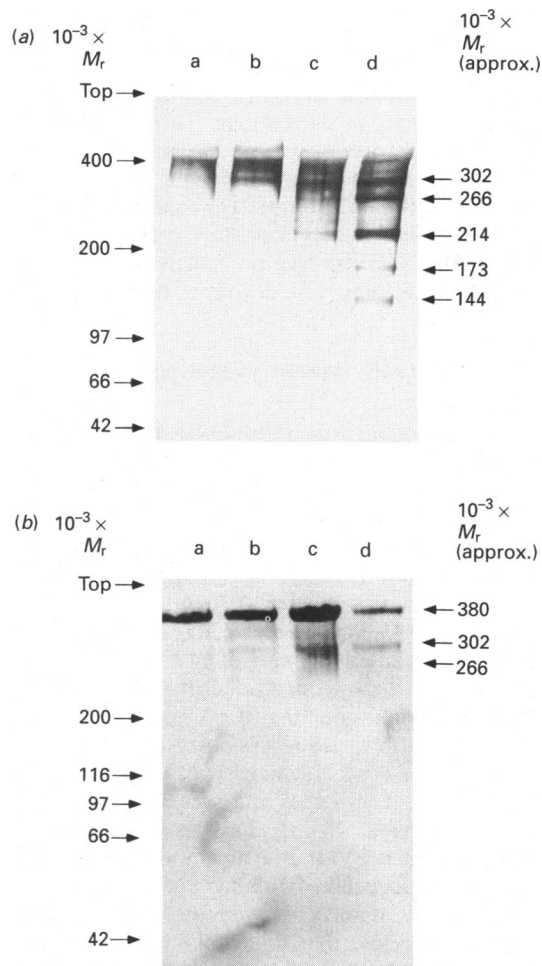 (a) 10⁻³ × 10⁻³ ×
Mr a b c d Mr
(approx.)
Top
400
302
266
214
200
173
144
97
66
42
(b) 10⁻³ × 10⁻³ ×
Mr a b c d Mr
(approx.)
Top
380
302
266
200
116
97
66
42